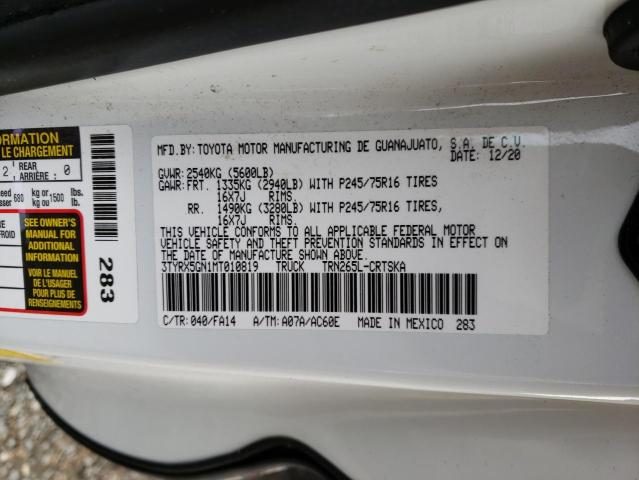 ORMATION
LE CHARGEMENT
2 REAR ARRIÈRE : 0
680 kg or kg ou 1500 lbs. lb.
SEE OWNER'S
MANUAL FOR
ADDITIONAL
INFORMATION
VOIR LE MANUEL
DE L'USAGER
POUR PLUS DE
RENSEIGNEMENTS
283
MFD.BY:TOYOTA MOTOR MANUFACTURING DE GUANAJUATO, S.A. DE C.V.
DATE: 12/20
GVWR:2540KG (5600LB)
GAWR:FRT. 1335KG (2940LB) WITH P245/75R16 TIRES
16X7J RIMS.
RR. 1490KG (3280LB) WITH P245/75R16 TIRES,
16X7J RIMS.
THIS VEHICLE CONFORMS TO ALL APPLICABLE FEDERAL MOTOR
VEHICLE SAFETY AND THEFT PREVENTION STANDARDS IN EFFECT ON
THE DATE OF MANUFACTURE SHOWN ABOVE.
3TYRX5GN1MT010819 TRUCK TRN265L-CRTSKA
C/TR:040/FA14 A/TM:A07A/AC60E MADE IN MEXICO 283